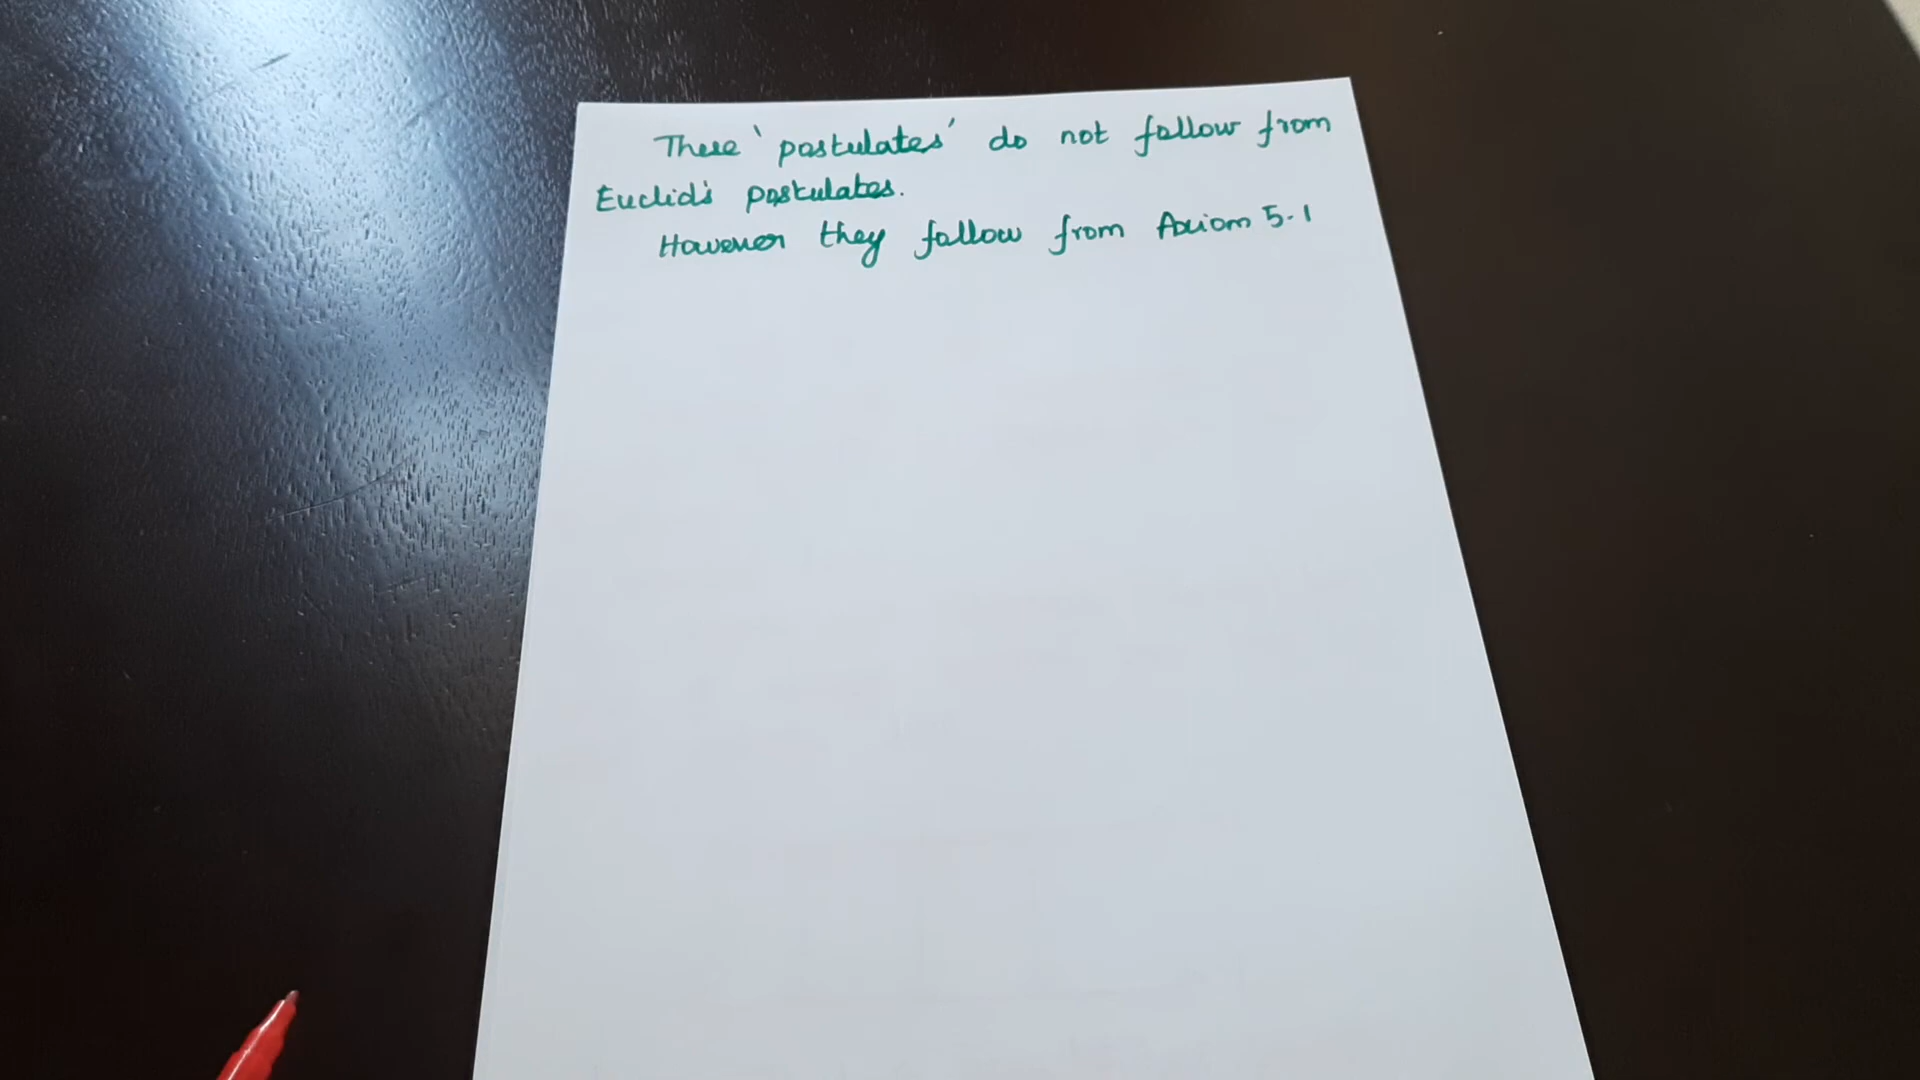 These 'postulates' do not follow from
Euclid's postulates.
However they follow from Axiom 5.1